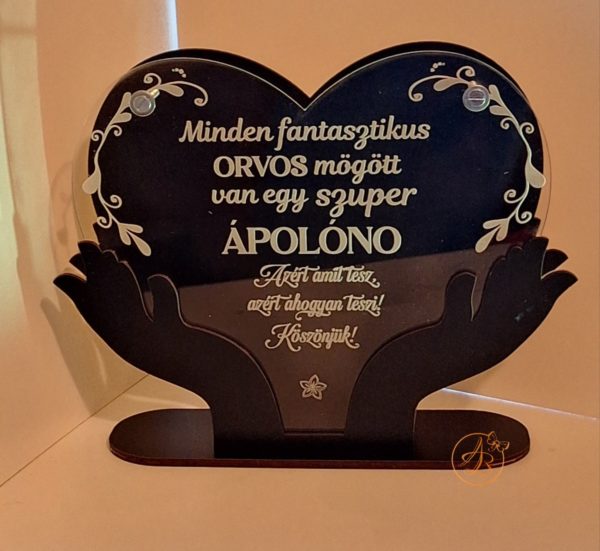 Minden fantasztikus
ORVOS mögött
van egy szuper
ÁPOLÓNO
Azért amit tesz,
azért ahogyan teszi!
Köszönjük!